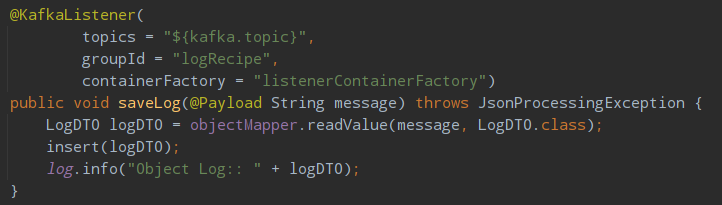 @KafkaListener(
        topics = "${kafka.topic}",
        groupId = "logRecipe",
        containerFactory = "listenerContainerFactory")
public void saveLog(@Payload String message) throws JsonProcessingException {
    LogDTO logDTO = objectMapper.readValue(message, LogDTO.class);
    insert(logDTO);
    log.info("Object Log:: " + logDTO);
}